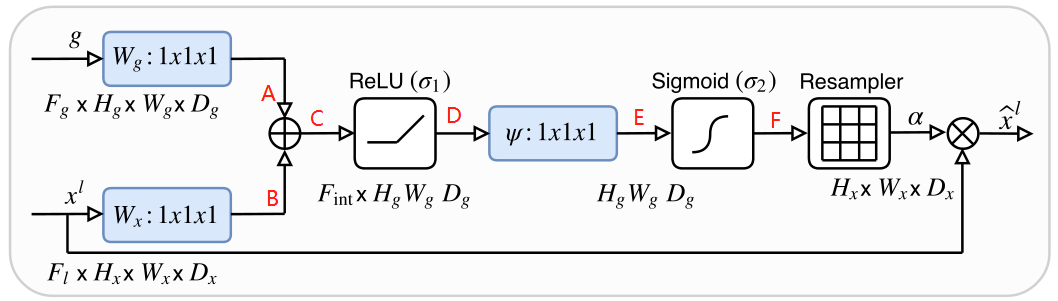 g
W_g : 1x1x1
F_g x H_g x W_g x D_g
A
ReLU (σ_1)
Sigmoid (σ_2)
Resampler
C
D
ψ : 1x1x1
E
F
α
x̂^l
F_int x H_g W_g D_g
H_g W_g D_g
H_x x W_x x D_x
B
x^l
W_x : 1x1x1
F_l x H_x x W_x x D_x